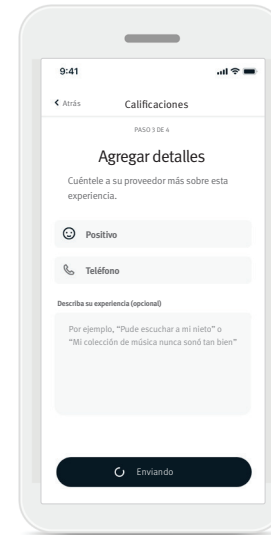 9:41
Atrás
Calificaciones
PASO 3 DE 4
Agregar detalles
Cuéntele a su proveedor más sobre esta
experiencia.
Positivo
Teléfono
Describa su experiencia (opcional)
Por ejemplo, “Pude escuchar a mi nieto” o
“Mi colección de música nunca sonó tan bien”
Enviando